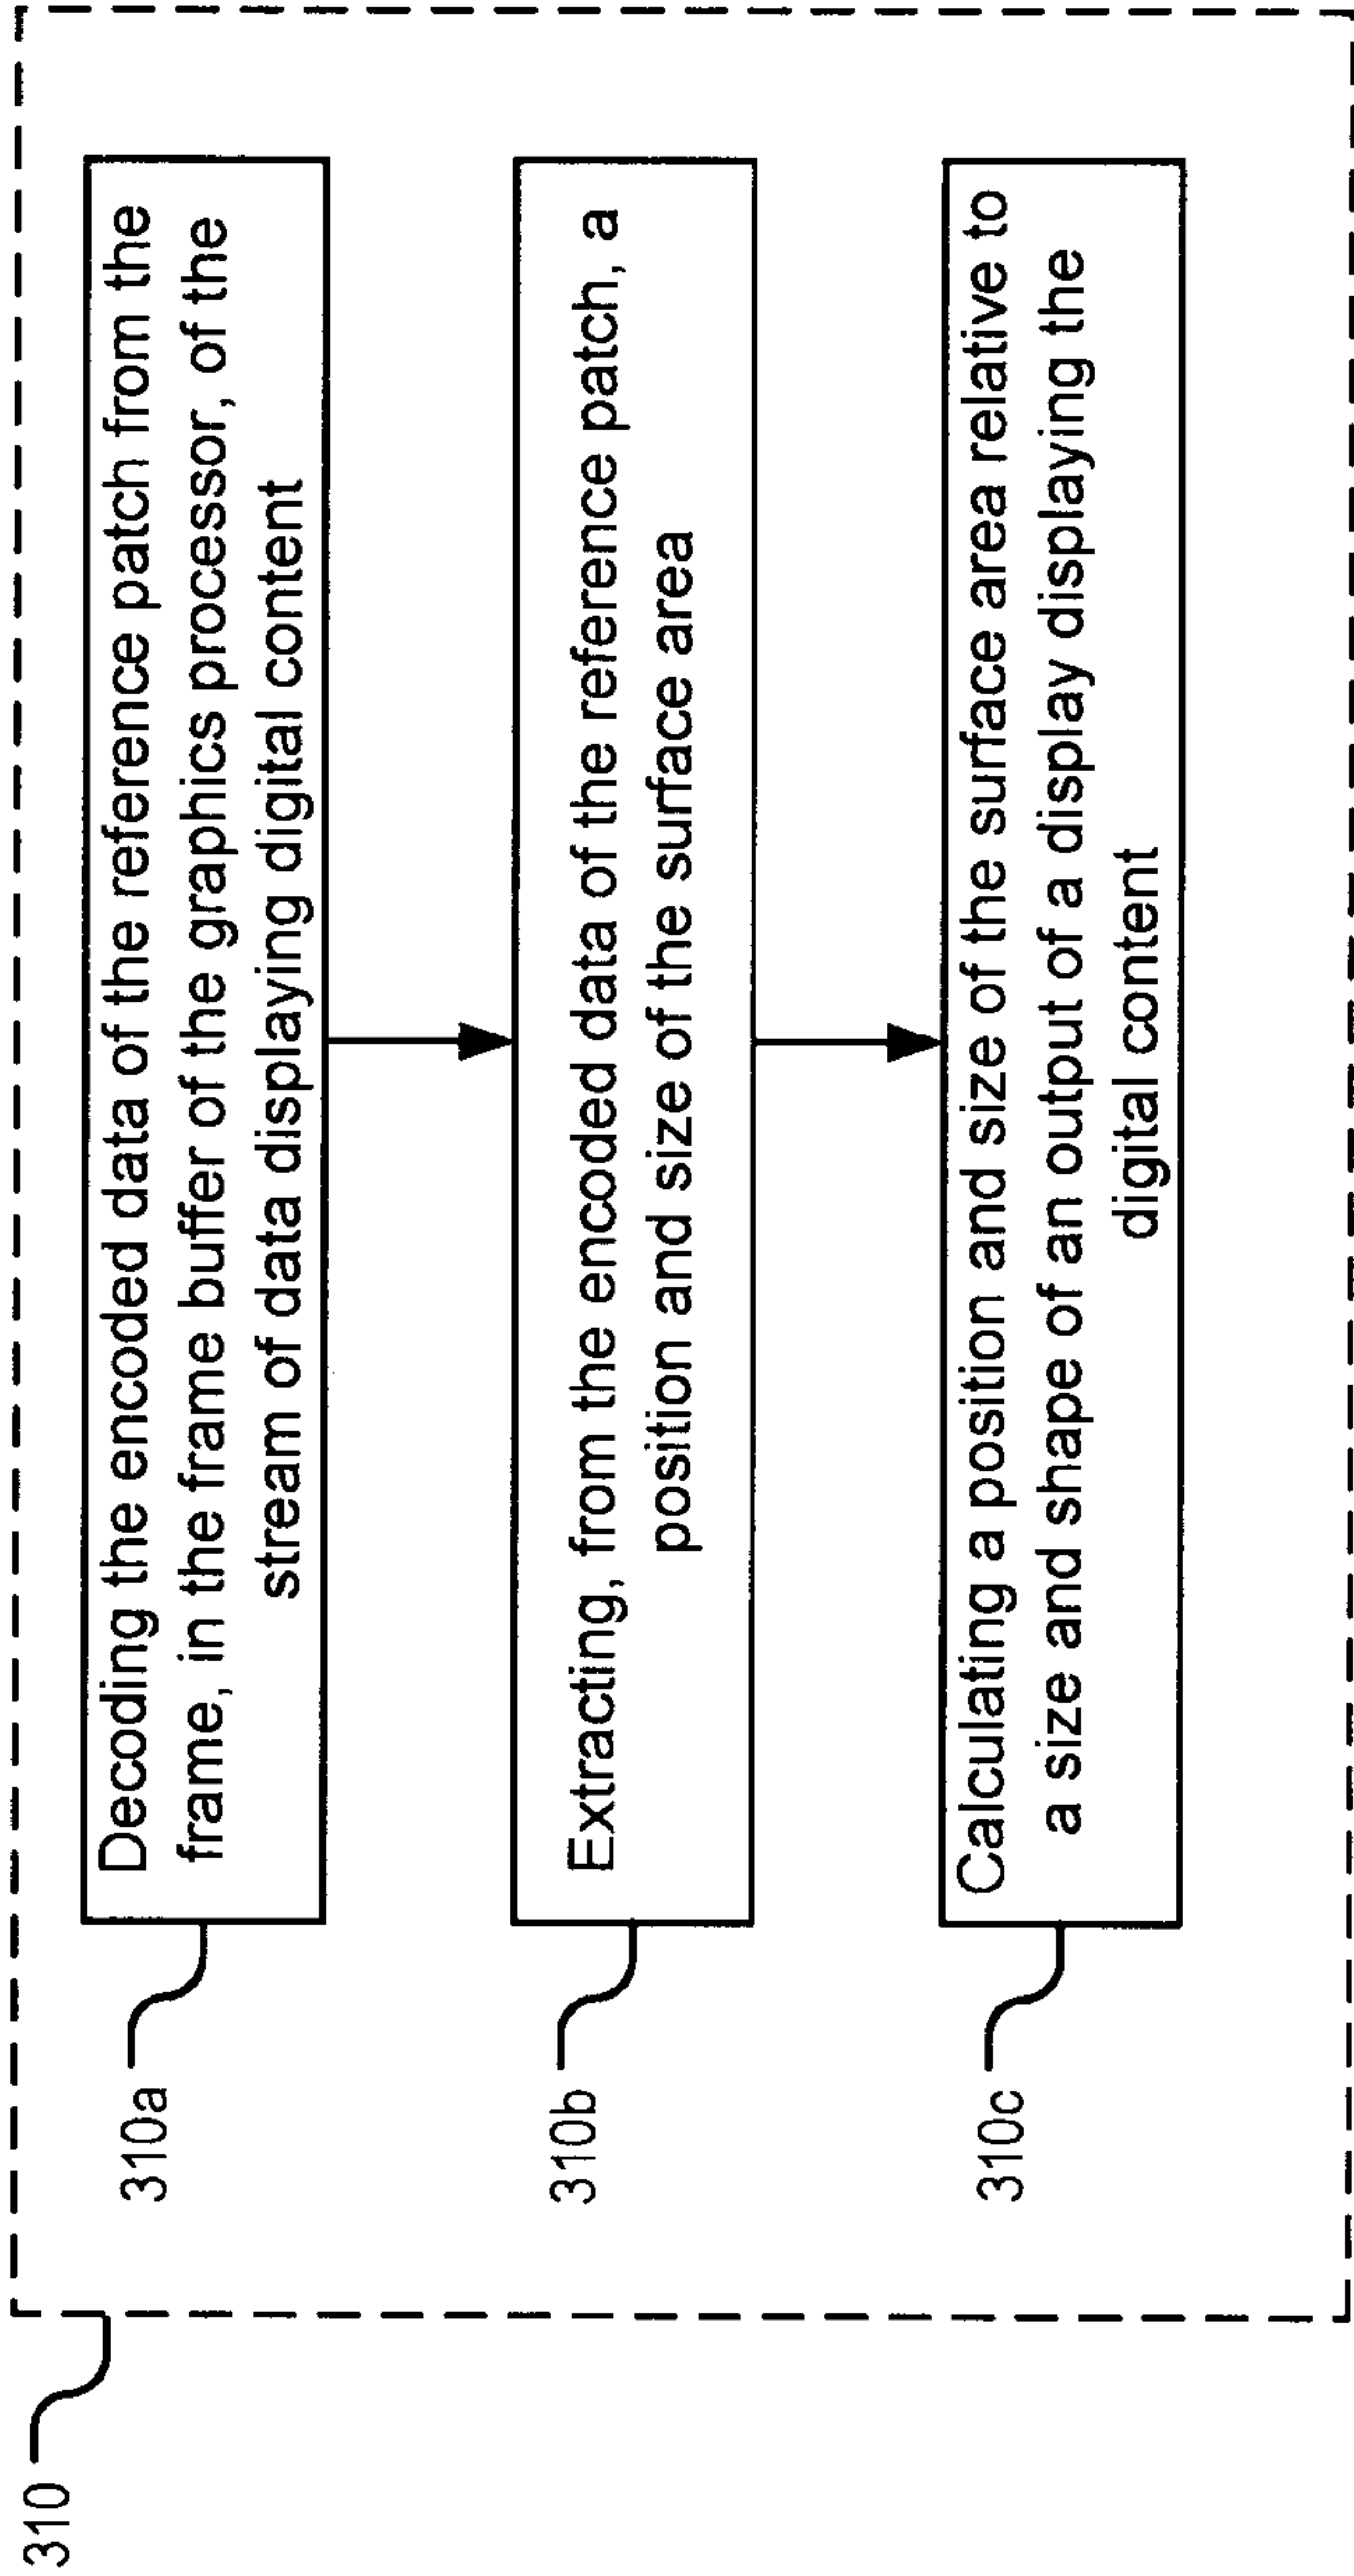 310
310a
Decoding the encoded data of the reference patch from the
frame, in the frame buffer of the graphics processor, of the
stream of data displaying digital content
310b
Extracting, from the encoded data of the reference patch, a
position and size of the surface area
310c
Calculating a position and size of the surface area relative to
a size and shape of an output of a display displaying the
digital content